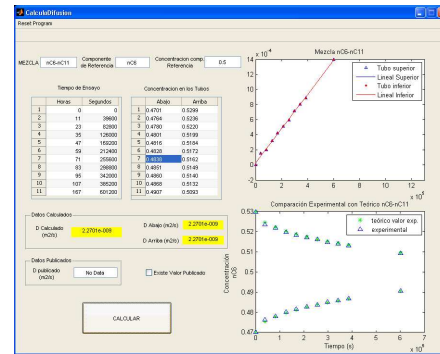 CalculoDifusion
Reset Program
MEZCLA nC6-nC11 Componente de Referencia nC6 Concentracion comp. Referencia 0.5
Tiempo de Ensayo
Horas Segundos
1 0 0
2 11 39600
3 23 82800
4 35 126000
5 47 169200
6 59 212400
7 71 255600
8 83 298800
9 95 342000
10 107 385200
11 167 601200
Concentracion en los Tubos
Abajo Arriba
1 0.4701 0.5299
2 0.4764 0.5236
3 0.4780 0.5220
4 0.4801 0.5199
5 0.4816 0.5184
6 0.4828 0.5172
7 0.4838 0.5162
8 0.4851 0.5149
9 0.4860 0.5140
10 0.4868 0.5132
11 0.4907 0.5093
Datos Calculados
D Calculado (m2/s) 2.2701e-009
D Abajo (m2/s) 2.2701e-009
D Arriba (m2/s) 2.2701e-009
Datos Publicados
D publicado (m2/s) No Data
Existe Valor Publicado
CALCULAR
Mezcla nC6-nC11
x 10
14
12
10
8
6
4
2
0
0 2 4 6 8 10 12
x 10
Tubo superior
Lineal Superior
Tubo inferior
Lineal Inferior
Comparación Experimental con Teórico nC6-nC11
0.53
0.52
0.51
0.5
0.49
0.48
0.47
0 1 2 3 4 5 6 7 8
x 10
teórico valor exp.
experimental
Concentración nC6
Tiempo (s)